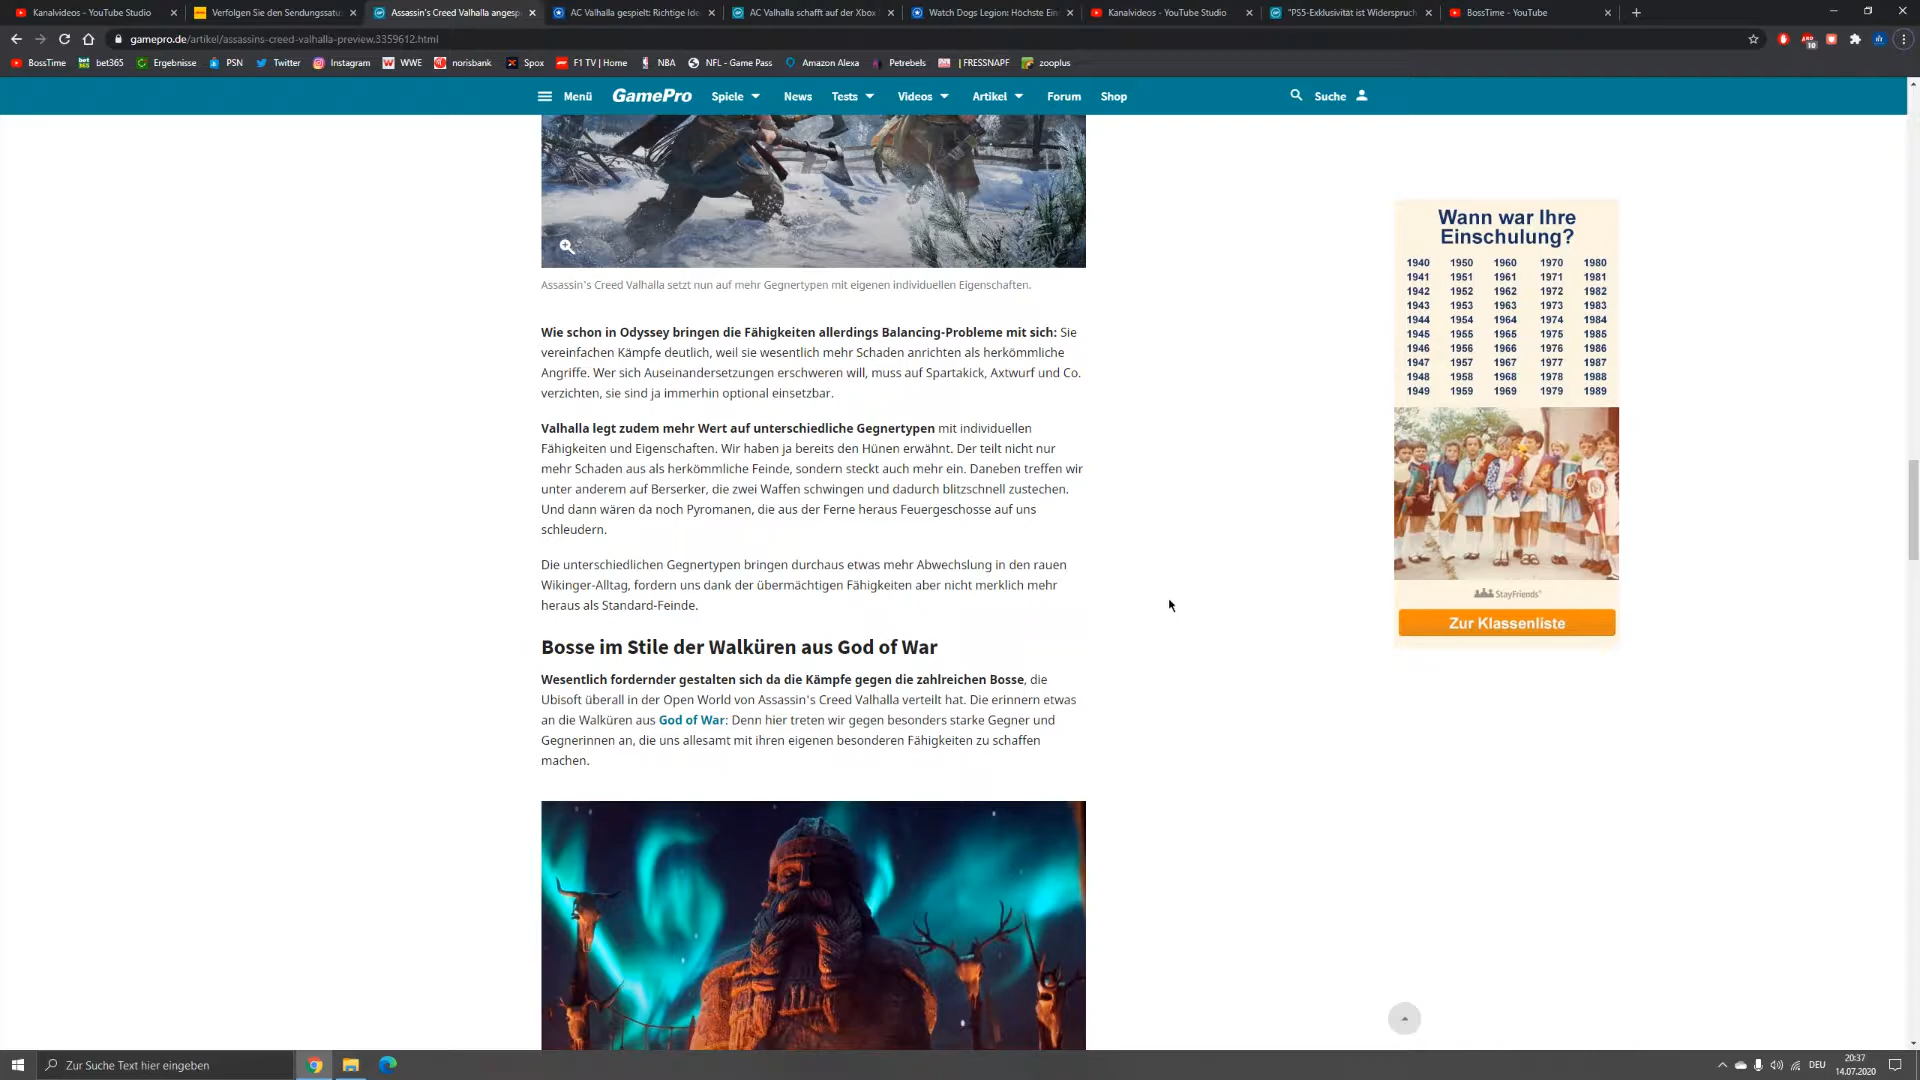 Kanalvideos - YouTube Studio
Verfolgen Sie den Sendungsstatu
Assassin's Creed Valhalla angesp
AC Valhalla gespielt: Richtige Ide
AC Valhalla schafft auf der Xbox
Watch Dogs Legion: Höchste Ein
Kanalvideos - YouTube Studio
"PS5-Exklusivität ist Widerspruch
BossTime - YouTube
gamepro.de/artikel/assassins-creed-valhalla-preview,3359612.html
BossTime
bet365
Ergebnisse
PSN
Twitter
Instagram
WWE
norisbank
Spox
F1 TV | Home
NBA
NFL - Game Pass
Amazon Alexa
Petrebels
| FRESSNAPF
zooplus
Menü
GamePro
Spiele
News
Tests
Videos
Artikel
Forum
Shop
Suche
Assassin's Creed Valhalla setzt nun auf mehr Gegnertypen mit eigenen individuellen Eigenschaften.
Wie schon in Odyssey bringen die Fähigkeiten allerdings Balancing-Probleme mit sich: Sie
vereinfachen Kämpfe deutlich, weil sie wesentlich mehr Schaden anrichten als herkömmliche
Angriffe. Wer sich Auseinandersetzungen erschweren will, muss auf Spartakick, Axtwurf und Co.
verzichten, sie sind ja immerhin optional einsetzbar.
Valhalla legt zudem mehr Wert auf unterschiedliche Gegnertypen mit individuellen
Fähigkeiten und Eigenschaften. Wir haben ja bereits den Hünen erwähnt. Der teilt nicht nur
mehr Schaden aus als herkömmliche Feinde, sondern steckt auch mehr ein. Daneben treffen wir
unter anderem auf Berserker, die zwei Waffen schwingen und dadurch blitzschnell zustechen.
Und dann wären da noch Pyromanen, die aus der Ferne heraus Feuergeschosse auf uns
schleudern.
Die unterschiedlichen Gegnertypen bringen durchaus etwas mehr Abwechslung in den rauen
Wikinger-Alltag, fordern uns dank der übermächtigen Fähigkeiten aber nicht merklich mehr
heraus als Standard-Feinde.
Bosse im Stile der Walküren aus God of War
Wesentlich fordernder gestalten sich da die Kämpfe gegen die zahlreichen Bosse, die
Ubisoft überall in der Open World von Assassin's Creed Valhalla verteilt hat. Die erinnern etwas
an die Walküren aus God of War: Denn hier treten wir gegen besonders starke Gegner und
Gegnerinnen an, die uns allesamt mit ihren eigenen besonderen Fähigkeiten zu schaffen
machen.
Wann war Ihre
Einschulung?
1940 1950 1960 1970 1980
1941 1951 1961 1971 1981
1942 1952 1962 1972 1982
1943 1953 1963 1973 1983
1944 1954 1964 1974 1984
1945 1955 1965 1975 1985
1946 1956 1966 1976 1986
1947 1957 1967 1977 1987
1948 1958 1968 1978 1988
1949 1959 1969 1979 1989
StayFriends
Zur Klassenliste
Zur Suche Text hier eingeben
DEU
20:37
14.07.2020